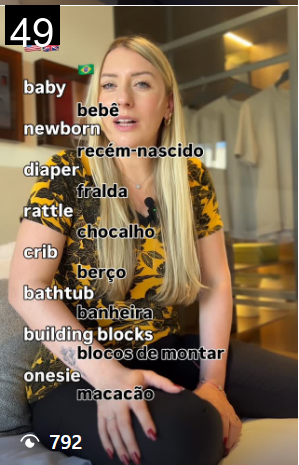 49
baby
bebê
newborn
recém-nascido
diaper
fralda
rattle
chocalho
crib
berço
bathtub
banheira
building blocks
blocos de montar
onesie
macacão
792